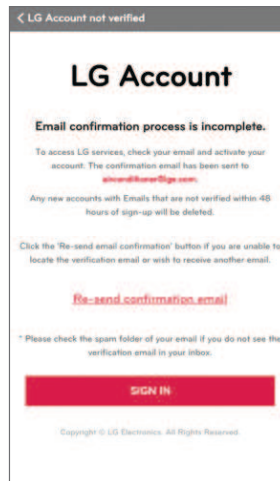 LG Account not verified
LG Account
Email confirmation process is incomplete.
To access LG services, check your email and activate your
account. The confirmation email has been sent to
Any new accounts with Emails that are not verified within 48
hours of sign-up will be deleted.
Click the 'Re-send email confirmation' button if you are unable to
locate the verification email or wish to receive another email.
Re-send confirmation email
* Please check the spam folder of your email if you do not see the
verification email in your inbox.
SIGN IN
Copyright © LG Electronics. All Rights Reserved.